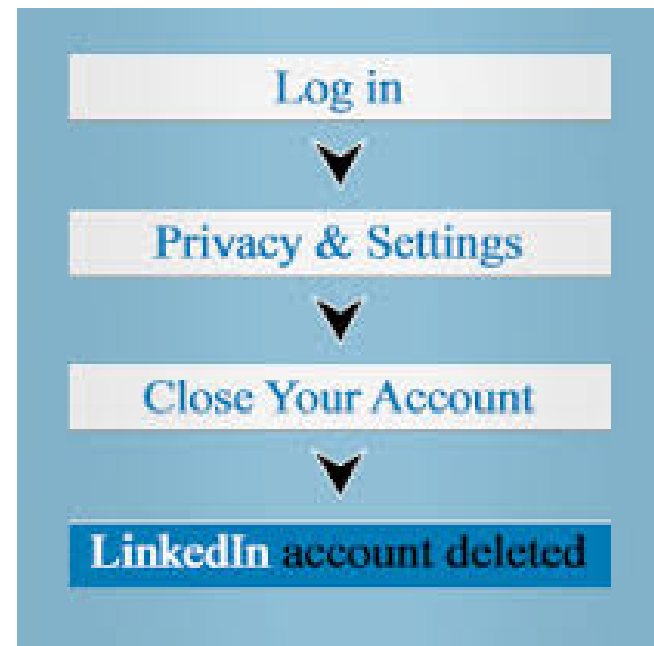 Log in
Privacy & Settings
Close Your Account
LinkedIn account deleted